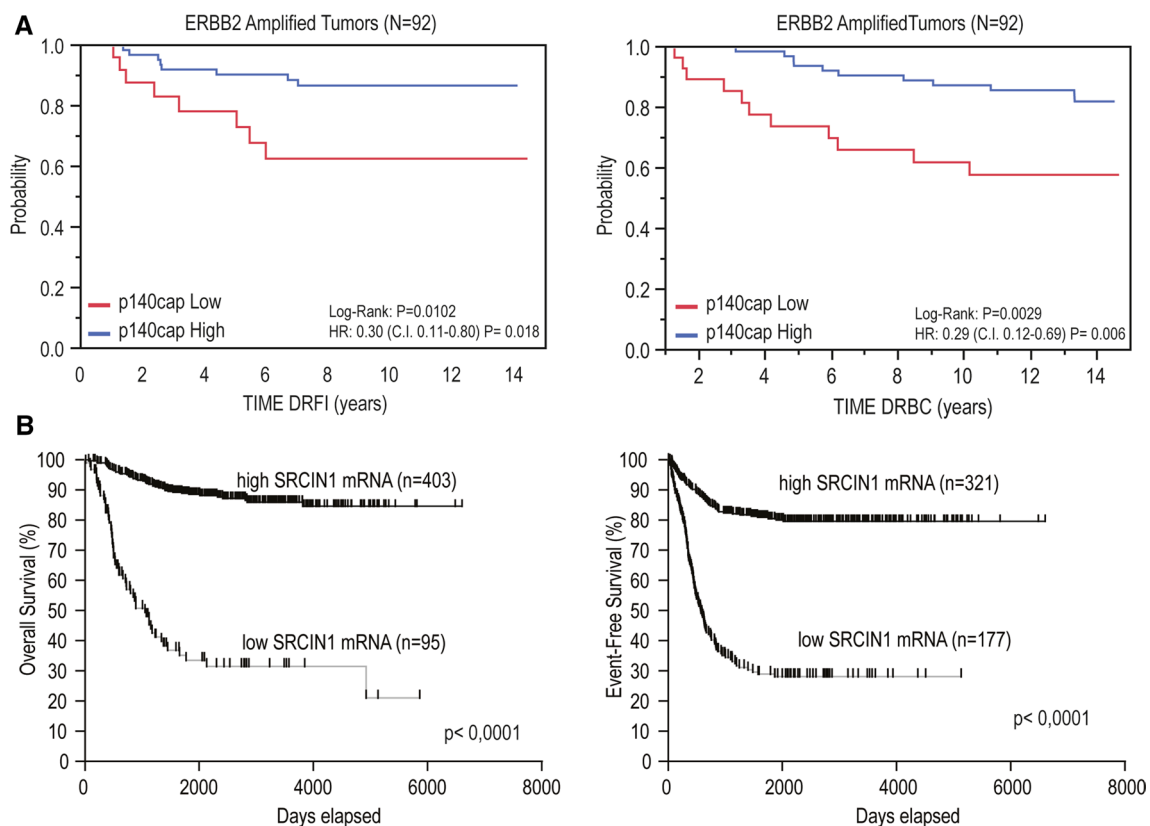 A
ERBB2 Amplified Tumors (N=92)
1.0
0.8
0.6
0.4
0.2
0.0
Probability
p140cap Low
p140cap High
Log-Rank: P=0.0102
HR: 0.30 (C.I. 0.11-0.80) P= 0.018
0 2 4 6 8 10 12 14
TIME DRFI (years)
ERBB2 AmplifiedTumors (N=92)
1.0
0.8
0.6
0.4
0.2
0.0
Probability
p140cap Low
p140cap High
Log-Rank: P=0.0029
HR: 0.29 (C.I. 0.12-0.69) P= 0.006
2 4 6 8 10 12 14
TIME DRBC (years)
B
100
90
80
70
60
50
40
30
20
10
0
Overall Survival (%)
high SRCIN1 mRNA (n=403)
low SRCIN1 mRNA (n=95)
p< 0,0001
0 2000 4000 6000 8000
Days elapsed
100
90
80
70
60
50
40
30
20
10
0
Event-Free Survival (%)
high SRCIN1 mRNA (n=321)
low SRCIN1 mRNA (n=177)
p< 0,0001
0 2000 4000 6000 8000
Days elapsed